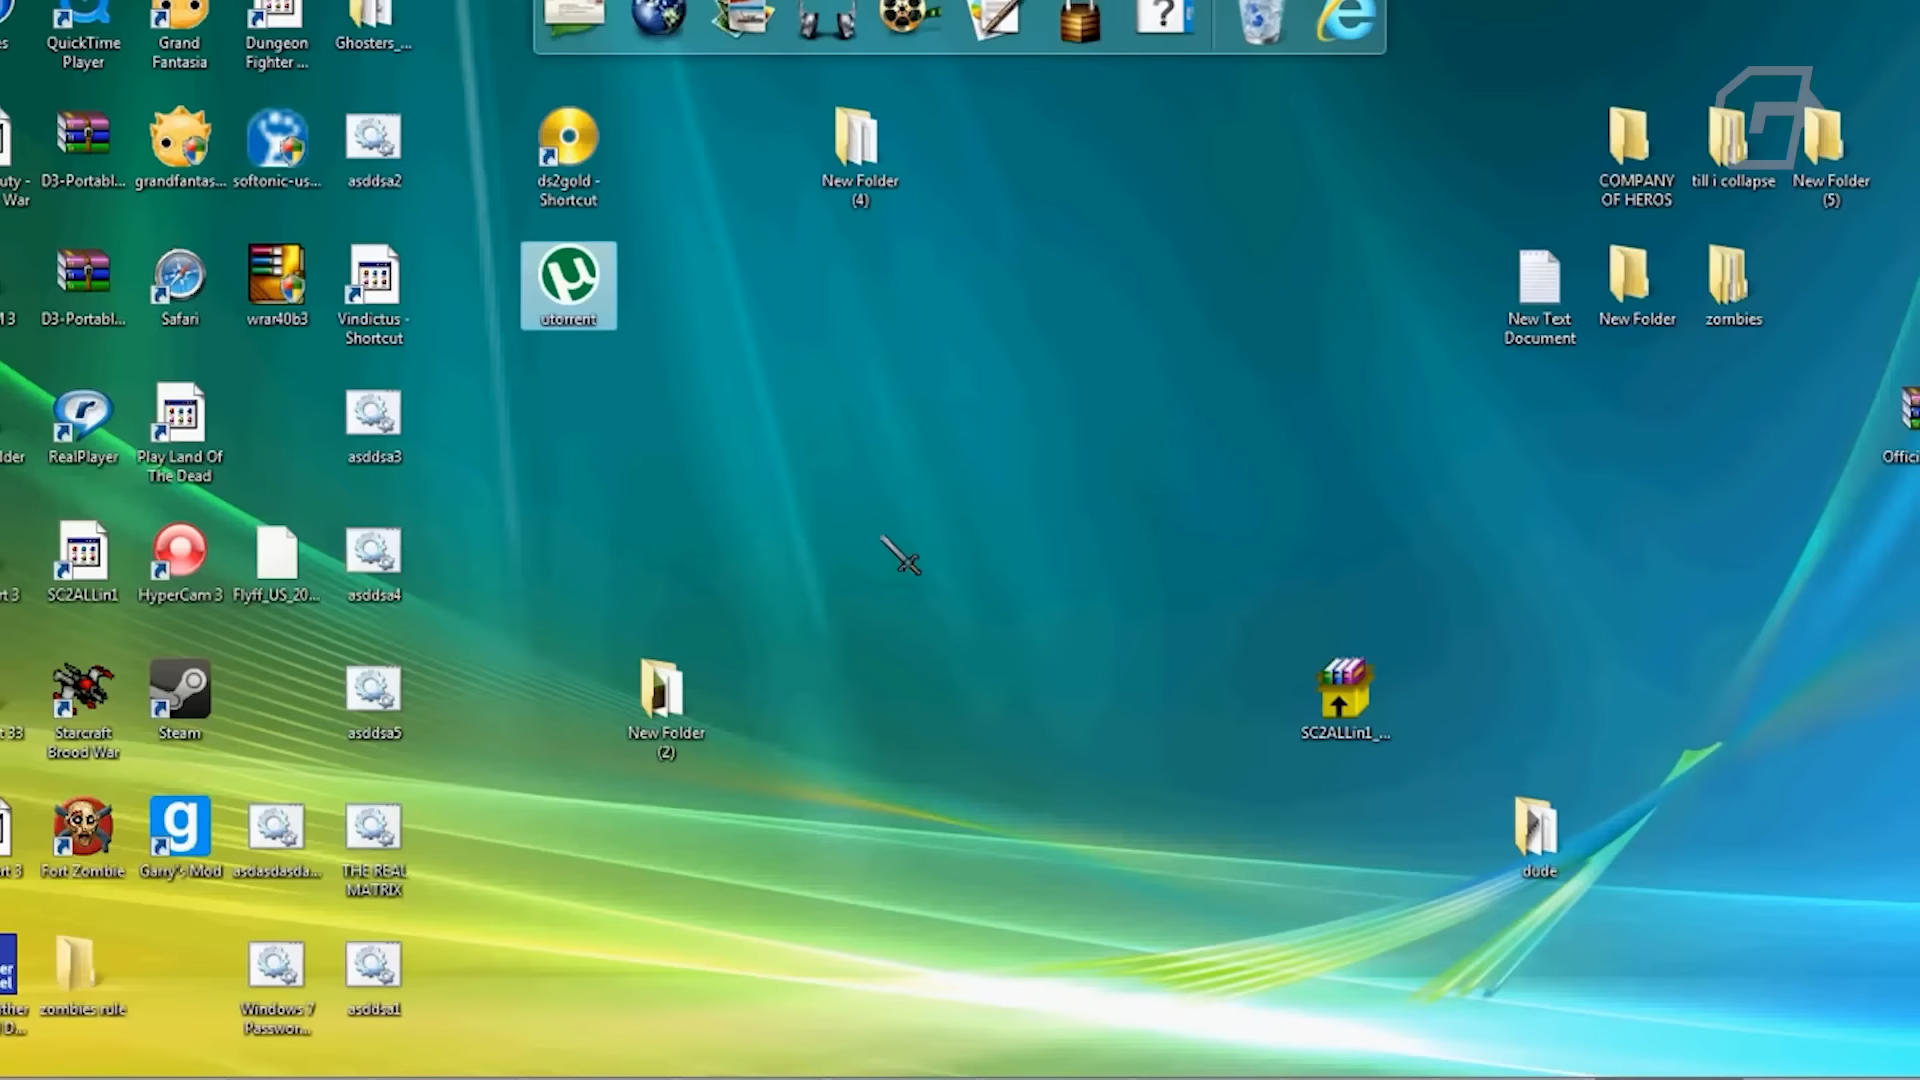 QuickTime
Player
Grand
Fantasia
Dungeon
Fighter ...
Ghosters_...
D3-Portabl...
grandfantas...
softonic-us...
asddsa2
ds2gold -
Shortcut
New Folder
(4)
COMPANY
OF HEROS
till i collapse
New Folder
(5)
uty -
War
D3-Portabl...
Safari
wrar40b3
Vindictus -
Shortcut
utorrent
New Text
Document
New Folder
zombies
RealPlayer
Play Land Of
The Dead
asddsa3
Offici
SC2ALLin1
HyperCam 3
Flyff_US_20...
asddsa4
Starcraft
Brood War
Steam
asddsa5
New Folder
(2)
SC2ALLin1_...
Fort Zombie
g
Garry's Mod
asdasdasda...
THE REAL
MATRIX
dude
zombies rule
Windows 7
Passwor...
asddsa1